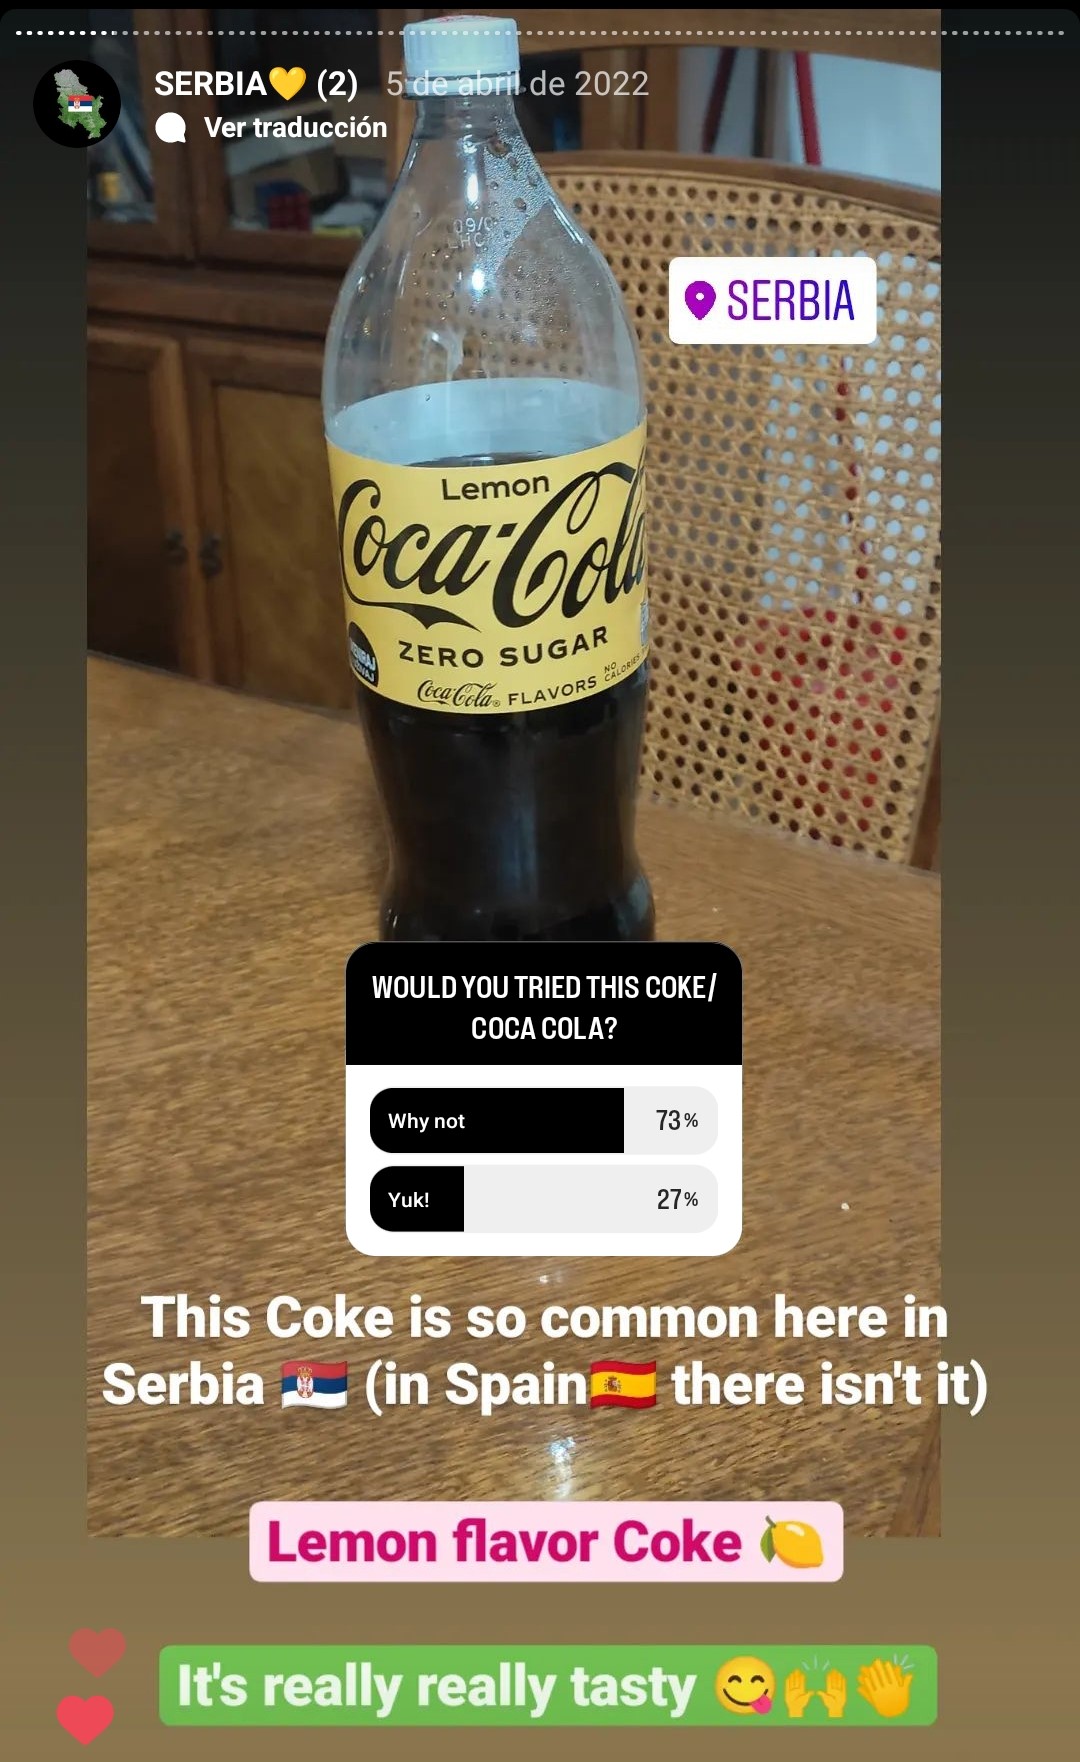 SERBIA💛 (2) 5 de abril de 2022
Ver traducción
09/0
SERBIA
Lemon
Coca-Cola
ZERO SUGAR
NO
CALORIES
Coca-Cola® FLAVORS
WOULD YOU TRIED THIS COKE/
COCA COLA?
Why not 73%
Yuk! 27%
This Coke is so common here in
Serbia 🇷🇸 (in Spain🇪🇸 there isn't it)
Lemon flavor Coke 🍋
It's really really tasty 😋🙌👏